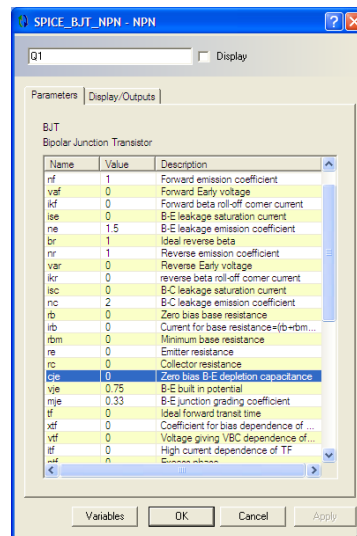 SPICE_BJT_NPN - NPN
Q1
Display
Parameters Display/Outputs
BJT
Bipolar Junction Transistor
Name Value Description
nf 1 Forward emission coefficient
vaf 0 Forward Early voltage
ikf 0 Forward beta roll-off corner current
ise 0 B-E leakage saturation current
ne 1.5 B-E leakage emission coefficient
br 1 Ideal reverse beta
nr 1 Reverse emission coefficient
var 0 Reverse Early voltage
ikr 0 reverse beta roll-off corner current
isc 0 B-C leakage saturation current
nc 2 B-C leakage emission coefficient
rb 0 Zero bias base resistance
irb 0 Current for base resistance=(rb+rbm...
rbm 0 Minimum base resistance
re 0 Emitter resistance
rc 0 Collector resistance
cje 0 Zero bias B-E depletion capacitance
vje 0.75 B-E built in potential
mje 0.33 B-E junction grading coefficient
tf 0 Ideal forward transit time
xtf 0 Coefficient for bias dependence of ...
vtf 0 Voltage giving VBC dependence of...
itf 0 High current dependence of TF
ptf 0 Excess phase
Variables OK Cancel Apply